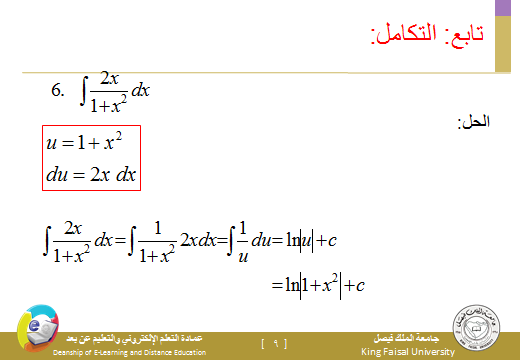 تابع: التكامل:
6. ∫ 2x/(1+x²) dx
الحل:
u = 1 + x²
du = 2x dx
∫ 2x/(1+x²) dx = ∫ 1/(1+x²) 2xdx = ∫ 1/u du = ln|u| + c
= ln|1+x²| + c
عمادة التعلم الإلكتروني والتعليم عن بعد
Deanship of E-Learning and Distance Education
[ ٩ ]
جامعة الملك فيصل
King Faisal University